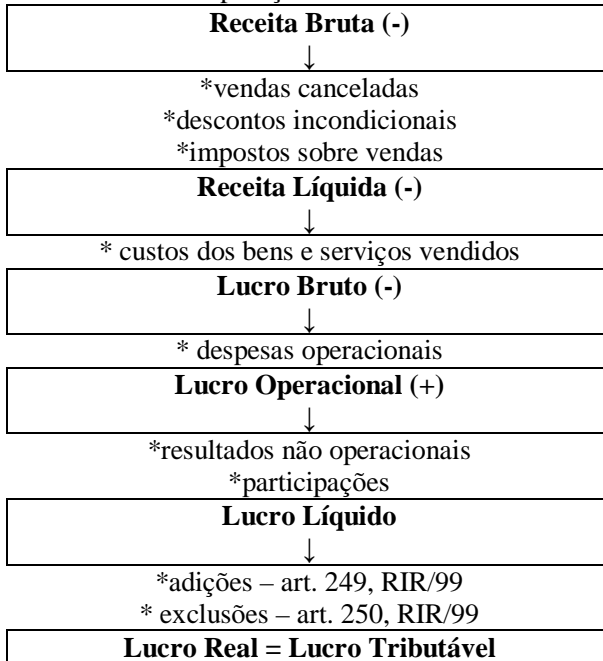 Receita Bruta (-)
↓
*vendas canceladas
*descontos incondicionais
*impostos sobre vendas
Receita Líquida (-)
↓
* custos dos bens e serviços vendidos
Lucro Bruto (-)
↓
* despesas operacionais
Lucro Operacional (+)
↓
*resultados não operacionais
*participações
Lucro Líquido
↓
*adições – art. 249, RIR/99
* exclusões – art. 250, RIR/99
Lucro Real = Lucro Tributável